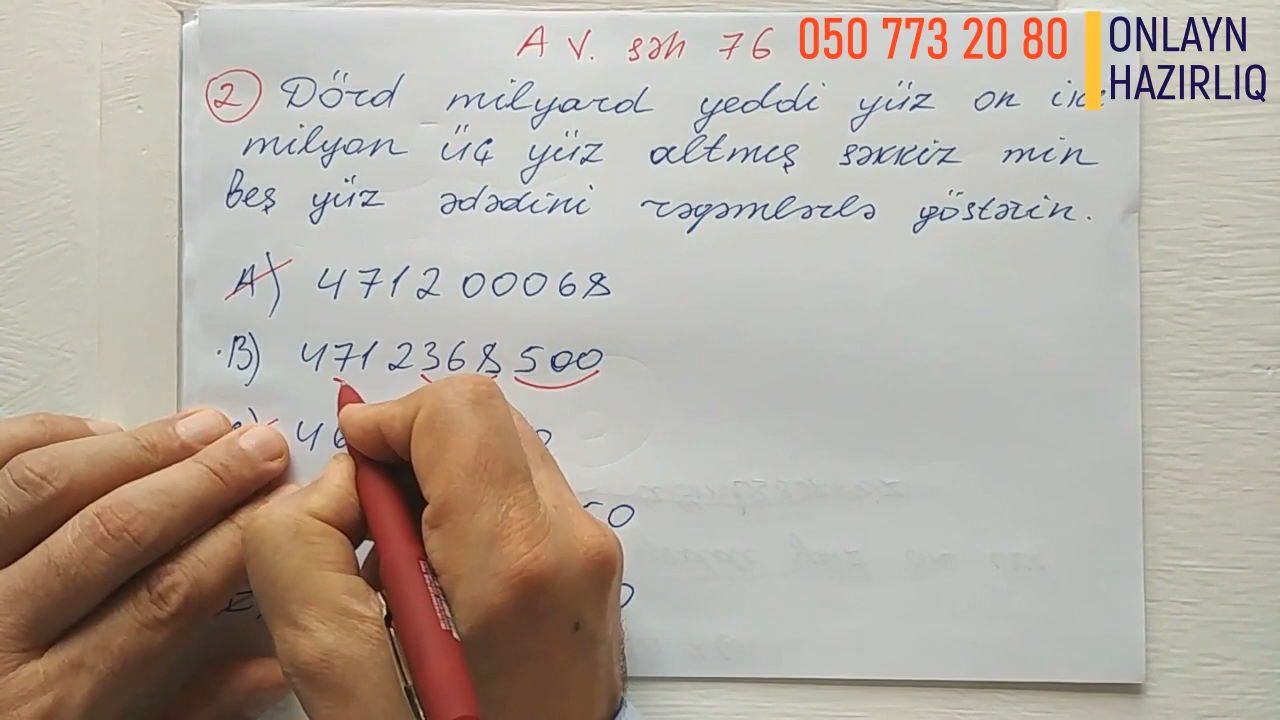 A V. səh 76
050 773 20 80
ONLAYN
HAZIRLIQ
2 Dörd milyard yeddi yüz on iki
milyon üç yüz altmış səkkiz min
beş yüz ədədini rəqəmlərlə göstərin.
A) 471200068
B) 4712368500